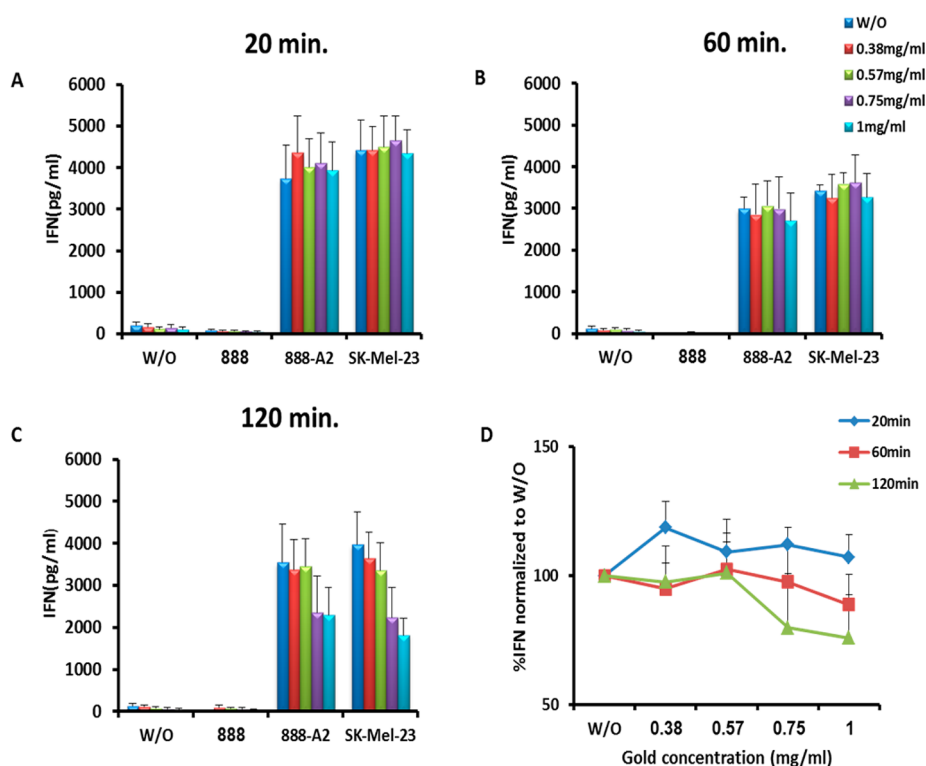 20 min.
60 min.
W/O
0.38mg/ml
0.57mg/ml
0.75mg/ml
1mg/ml
A
IFN(pg/ml)
6000
5000
4000
3000
2000
1000
0
W/O 888 888-A2 SK-Mel-23
B
IFN(pg/ml)
6000
5000
4000
3000
2000
1000
0
W/O 888 888-A2 SK-Mel-23
120 min.
C
IFN(pg/ml)
6000
5000
4000
3000
2000
1000
0
W/O 888 888-A2 SK-Mel-23
D
20min
60min
120min
%IFN normalized to W/O
150
100
50
W/O 0.38 0.57 0.75 1
Gold concentration (mg/ml)